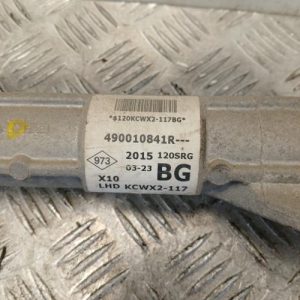 *8120KCWX2-117BG*
490010841R---
973 2015 120SRG
03-23 BG
X10
LHD KCWX2-117